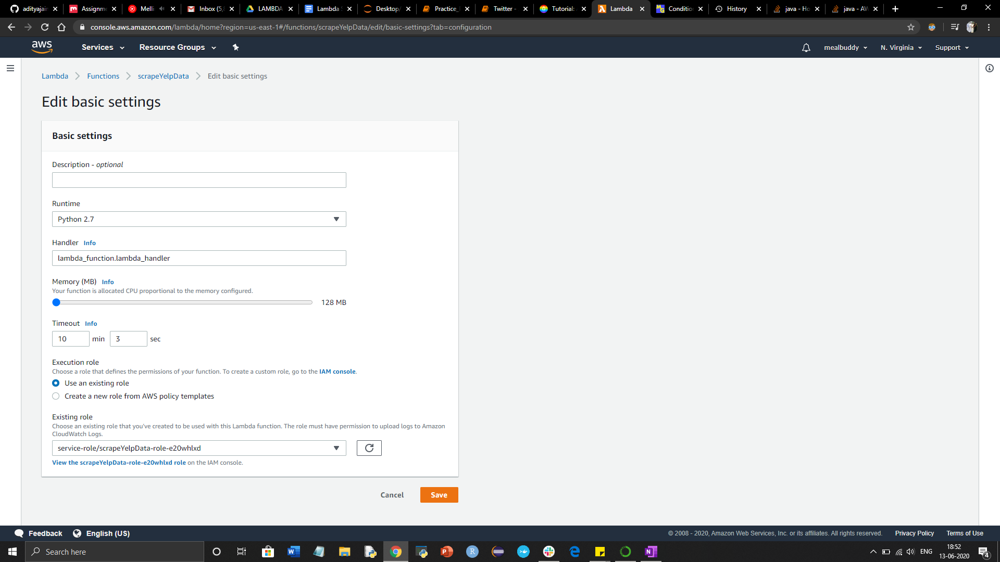 adityajain
Assignme
Melli
Inbox (5,
LAMBDA
Lambda
Desktop/
Practice_
Twitter -
Tutorial:
Lambda
Conditio
History
java - Ho
java - AW
console.aws.amazon.com/lambda/home?region=us-east-1#/functions/scrapeYelpData/edit/basic-settings?tab=configuration
aws
Services
Resource Groups
mealbuddy
N. Virginia
Support
Lambda
Functions
scrapeYelpData
Edit basic settings
Edit basic settings
Basic settings
Description - optional
Runtime
Python 2.7
Handler Info
lambda_function.lambda_handler
Memory (MB) Info
Your function is allocated CPU proportional to the memory configured.
128 MB
Timeout Info
10 min 3 sec
Execution role
Choose a role that defines the permissions of your function. To create a custom role, go to the IAM console.
Use an existing role
Create a new role from AWS policy templates
Existing role
Choose an existing role that you've created to be used with this Lambda function. The role must have permission to upload logs to Amazon
CloudWatch Logs.
service-role/scrapeYelpData-role-e20whlxd
View the scrapeYelpData-role-e20whlxd role on the IAM console.
Cancel
Save
Feedback
English (US)
© 2008 - 2020, Amazon Web Services, Inc. or its affiliates. All rights reserved.
Privacy Policy
Terms of Use
Search here
ENG
18:52
13-06-2020
4